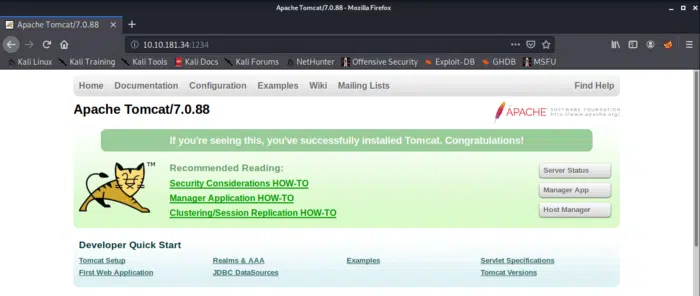 Apache Tomcat/7.0.88 - Mozilla Firefox
Apache Tomcat/7.0.88
10.10.181.34:1234
Kali Linux Kali Training Kali Tools Kali Docs Kali Forums NetHunter Offensive Security Exploit-DB GHDB MSFU
Home Documentation Configuration Examples Wiki Mailing Lists Find Help
Apache Tomcat/7.0.88
APACHE SOFTWARE FOUNDATION
http://www.apache.org/
If you're seeing this, you've successfully installed Tomcat. Congratulations!
TM
Recommended Reading:
Security Considerations HOW-TO
Manager Application HOW-TO
Clustering/Session Replication HOW-TO
Server Status
Manager App
Host Manager
Developer Quick Start
Tomcat Setup Realms & AAA Examples Servlet Specifications
First Web Application JDBC DataSources Tomcat Versions